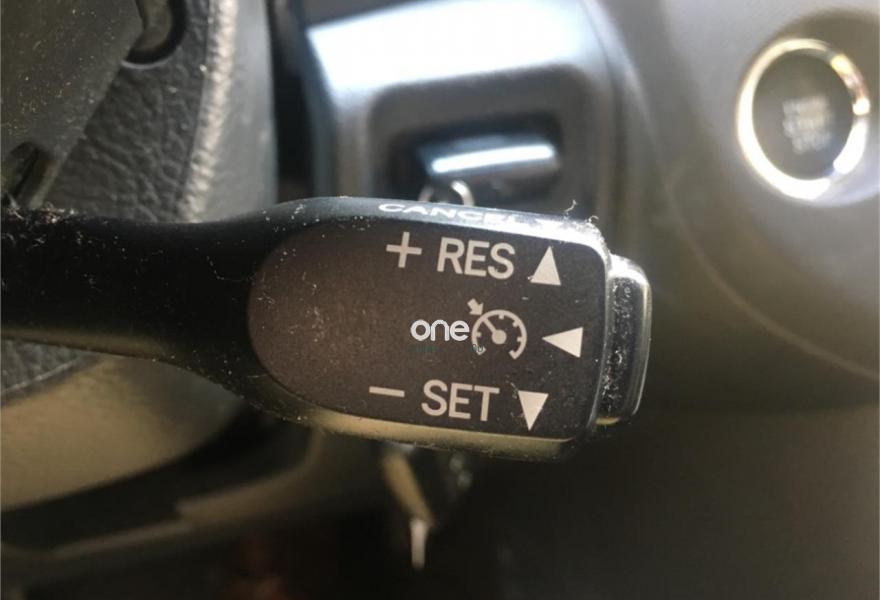 CANCEL
+ RES ▲
one ◀
− SET ▼